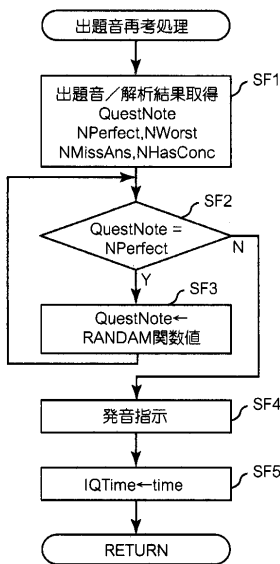 出題音再考処理
SF1
出題音/解析結果取得
QuestNote
NPerfect,NWorst
NMissAns,NHasConc
SF2
QuestNote =
NPerfect
N
Y
SF3
QuestNote←
RANDAM関数値
SF4
発音指示
SF5
IQTime←time
RETURN